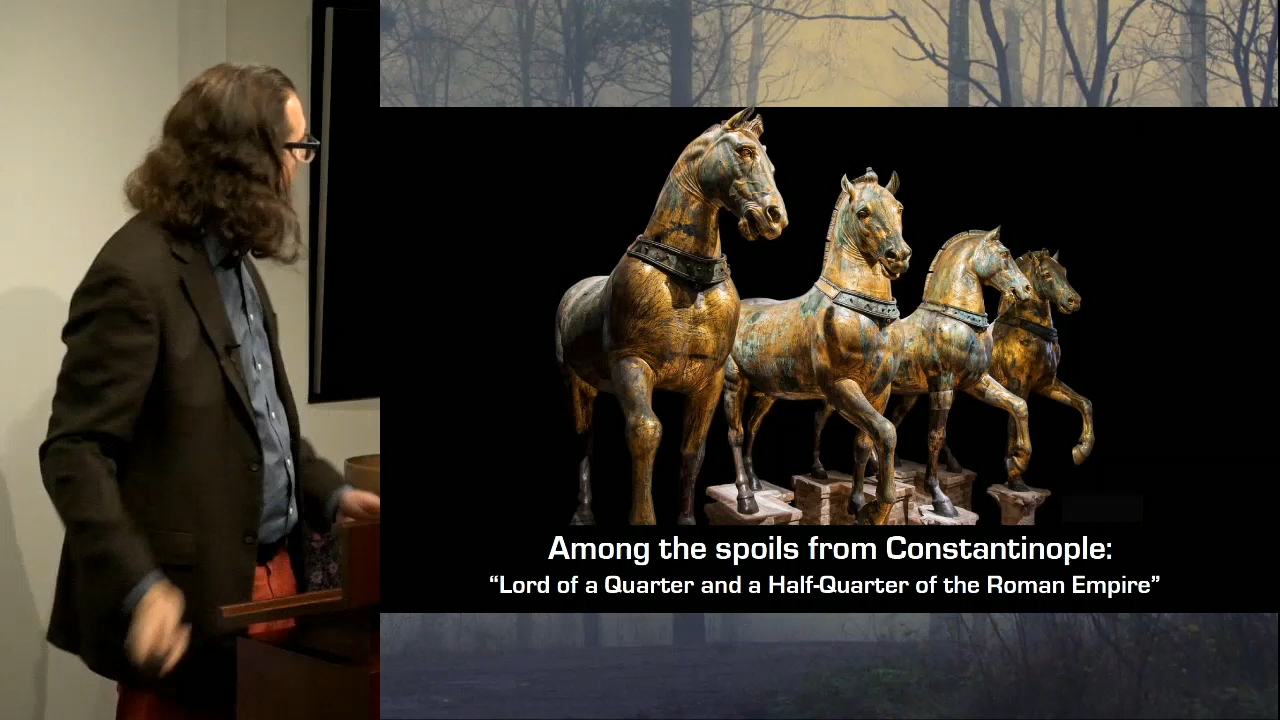 Among the spoils from Constantinople:
“Lord of a Quarter and a Half-Quarter of the Roman Empire”